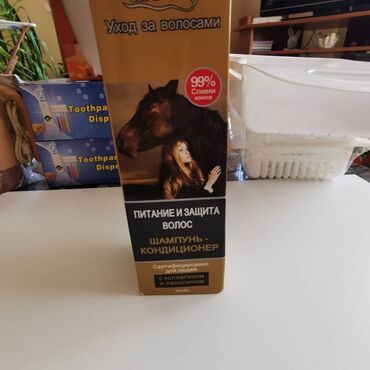 Уход за волосами
99%
Сливки
кокоса
Toothpas
Dispe
Toothpa
Disp
ПИТАНИЕ И ЗАЩИТА
ВОЛОС
ШАМПУНЬ-
КОНДИЦИОНЕР
Сертифицировано
для людей
с коллагеном
и ланолином